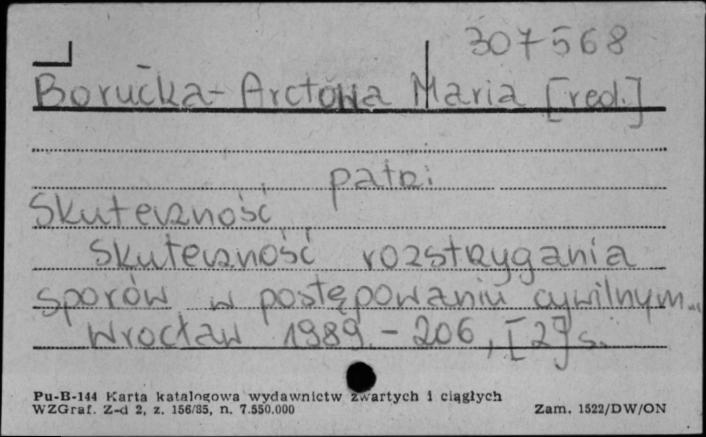 307568
Borucka-Arctowa Maria [red.]
patrz:
Skuteczność
Skuteczność rozstrzygania
sporów w postępowaniu cywilnym...
Wrocław 1989. - 206, [2] s.
Pu-B-144 Karta katalogowa wydawnictw zwartych i ciągłych
WZGraf. Z-d 2, z. 156/85, n. 7.550.000
Zam. 1522/DW/ON